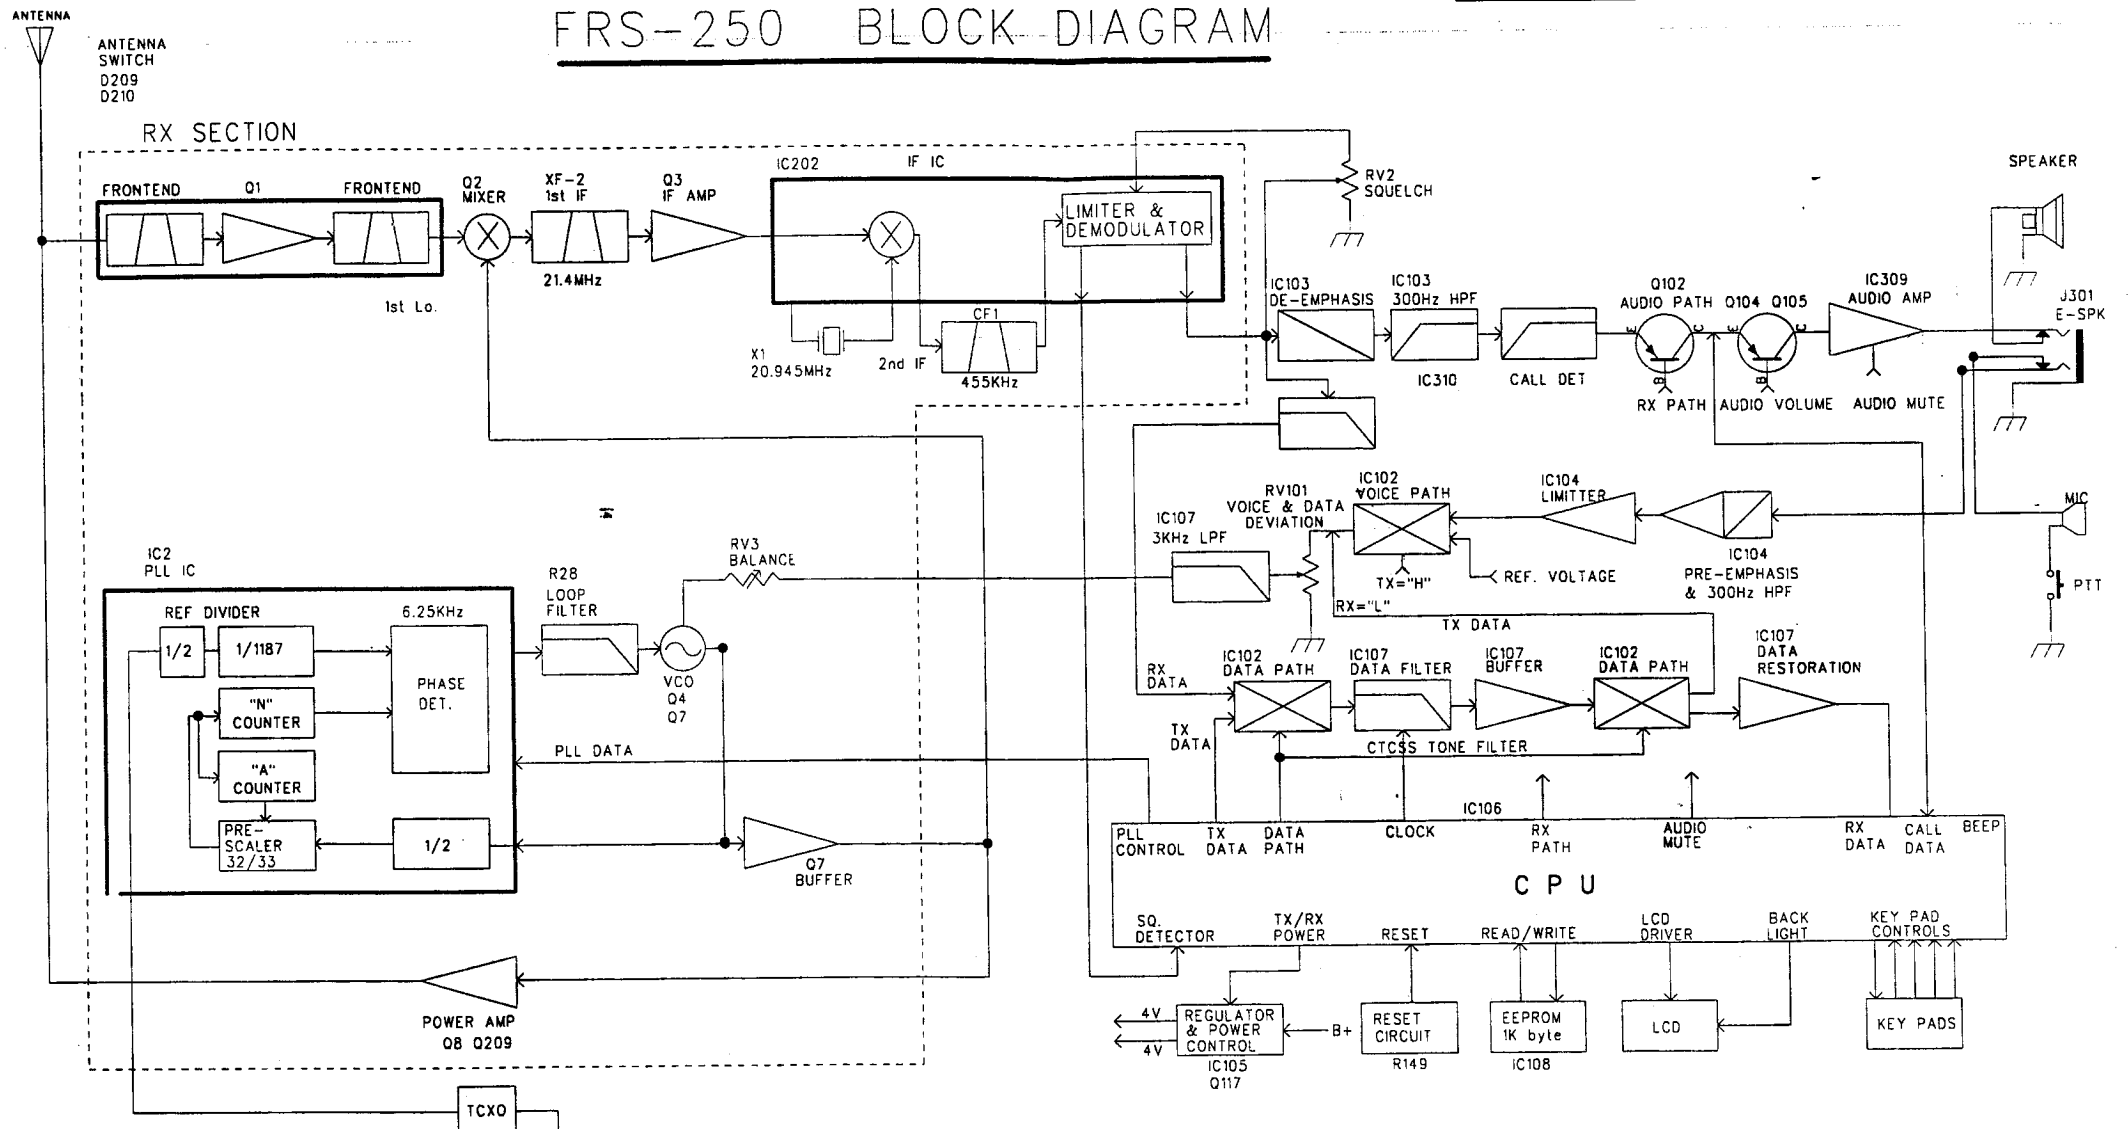 FRS-250 BLOCK DIAGRAM
ANTENNA
ANTENNA
SWITCH
D209
D210
RX SECTION
FRONTEND
Q1
FRONTEND
Q2
MIXER
XF-2
1st IF
21.4MHz
Q3
IF AMP
IC202
IF IC
LIMITER &
DEMODULATOR
1st Lo.
X1
20.945MHz
2nd IF
CF1
455KHz
RV2
SQUELCH
IC103
DE-EMPHASIS
IC103
300Hz HPF
IC310
CALL DET
Q102
AUDIO PATH
Q104 Q105
E
C
B
E
C
B
IC309
AUDIO AMP
RX PATH
AUDIO VOLUME
AUDIO MUTE
SPEAKER
J301
E-SPK
MIC
PTT
IC2
PLL IC
REF DIVIDER
1/2
1/1187
6.25KHz
PHASE
DET.
"N"
COUNTER
"A"
COUNTER
PRE-
SCALER
32/33
1/2
R28
LOOP
FILTER
VCO
Q4
Q7
RV3
BALANCE
PLL DATA
Q7
BUFFER
POWER AMP
Q8 Q209
TCXO
IC107
3KHz LPF
RV101
VOICE & DATA
DEVIATION
IC102
VOICE PATH
TX="H"
RX="L"
REF. VOLTAGE
IC104
LIMITTER
IC104
PRE-EMPHASIS
& 300Hz HPF
TX DATA
RX
DATA
TX
DATA
IC102
DATA PATH
IC107
DATA FILTER
IC107
BUFFER
IC102
DATA PATH
IC107
DATA
RESTORATION
CTCSS TONE FILTER
IC106
PLL
CONTROL
TX
DATA
DATA
PATH
CLOCK
RX
PATH
AUDIO
MUTE
RX
DATA
CALL
DATA
BEEP
CPU
SQ.
DETECTOR
TX/RX
POWER
RESET
READ/WRITE
LCD
DRIVER
BACK
LIGHT
KEY PAD
CONTROLS
4V
4V
REGULATOR
& POWER
CONTROL
IC105
Q117
B+
RESET
CIRCUIT
R149
EEPROM
1K byte
IC108
LCD
KEY PADS